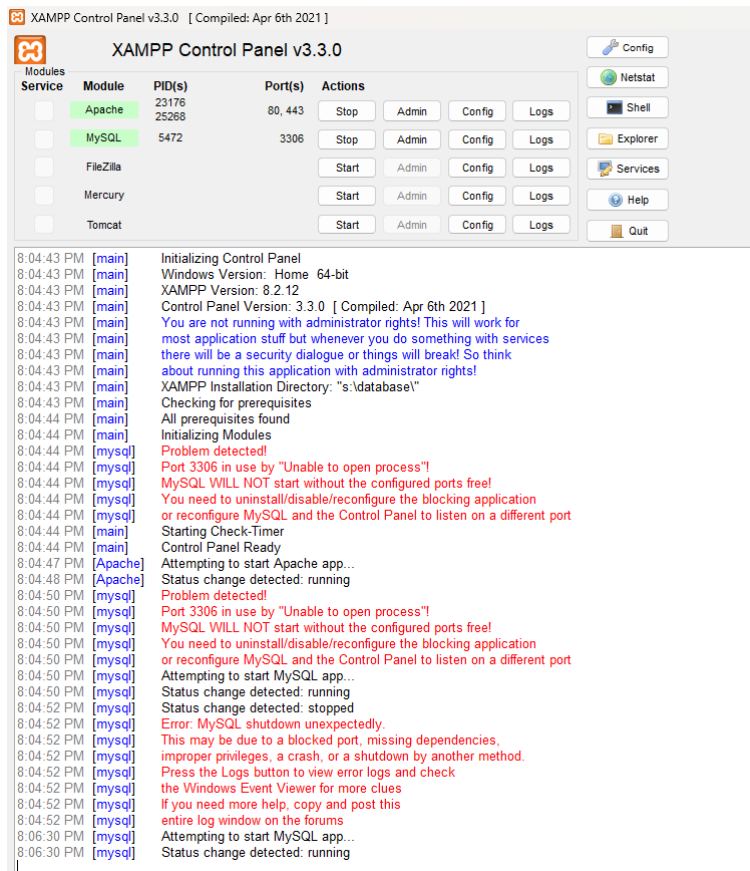 XAMPP Control Panel v3.3.0 [ Compiled: Apr 6th 2021 ]
XAMPP Control Panel v3.3.0
Config
Modules
Service Module PID(s) Port(s) Actions
Netstat
Apache 23176 25268 80, 443 Stop Admin Config Logs
Shell
MySQL 5472 3306 Stop Admin Config Logs
Explorer
FileZilla Start Admin Config Logs
Services
Mercury Start Admin Config Logs
Help
Tomcat Start Admin Config Logs
Quit
8:04:43 PM [main] Initializing Control Panel
8:04:43 PM [main] Windows Version: Home 64-bit
8:04:43 PM [main] XAMPP Version: 8.2.12
8:04:43 PM [main] Control Panel Version: 3.3.0 [ Compiled: Apr 6th 2021 ]
8:04:43 PM [main] You are not running with administrator rights! This will work for
8:04:43 PM [main] most application stuff but whenever you do something with services
8:04:43 PM [main] there will be a security dialogue or things will break! So think
8:04:43 PM [main] about running this application with administrator rights!
8:04:43 PM [main] XAMPP Installation Directory: "s:\database\"
8:04:43 PM [main] Checking for prerequisites
8:04:44 PM [main] All prerequisites found
8:04:44 PM [main] Initializing Modules
8:04:44 PM [mysql] Problem detected!
8:04:44 PM [mysql] Port 3306 in use by "Unable to open process"!
8:04:44 PM [mysql] MySQL WILL NOT start without the configured ports free!
8:04:44 PM [mysql] You need to uninstall/disable/reconfigure the blocking application
8:04:44 PM [mysql] or reconfigure MySQL and the Control Panel to listen on a different port
8:04:44 PM [main] Starting Check-Timer
8:04:44 PM [main] Control Panel Ready
8:04:47 PM [Apache] Attempting to start Apache app...
8:04:48 PM [Apache] Status change detected: running
8:04:50 PM [mysql] Problem detected!
8:04:50 PM [mysql] Port 3306 in use by "Unable to open process"!
8:04:50 PM [mysql] MySQL WILL NOT start without the configured ports free!
8:04:50 PM [mysql] You need to uninstall/disable/reconfigure the blocking application
8:04:50 PM [mysql] or reconfigure MySQL and the Control Panel to listen on a different port
8:04:50 PM [mysql] Attempting to start MySQL app...
8:04:52 PM [mysql] Status change detected: running
8:04:52 PM [mysql] Status change detected: stopped
8:04:52 PM [mysql] Error: MySQL shutdown unexpectedly.
8:04:52 PM [mysql] This may be due to a blocked port, missing dependencies,
8:04:52 PM [mysql] improper privileges, a crash, or a shutdown by another method.
8:04:52 PM [mysql] Press the Logs button to view error logs and check
8:04:52 PM [mysql] the Windows Event Viewer for more clues
8:04:52 PM [mysql] If you need more help, copy and post this
8:04:52 PM [mysql] entire log window on the forums
8:06:30 PM [mysql] Attempting to start MySQL app...
8:06:30 PM [mysql] Status change detected: running